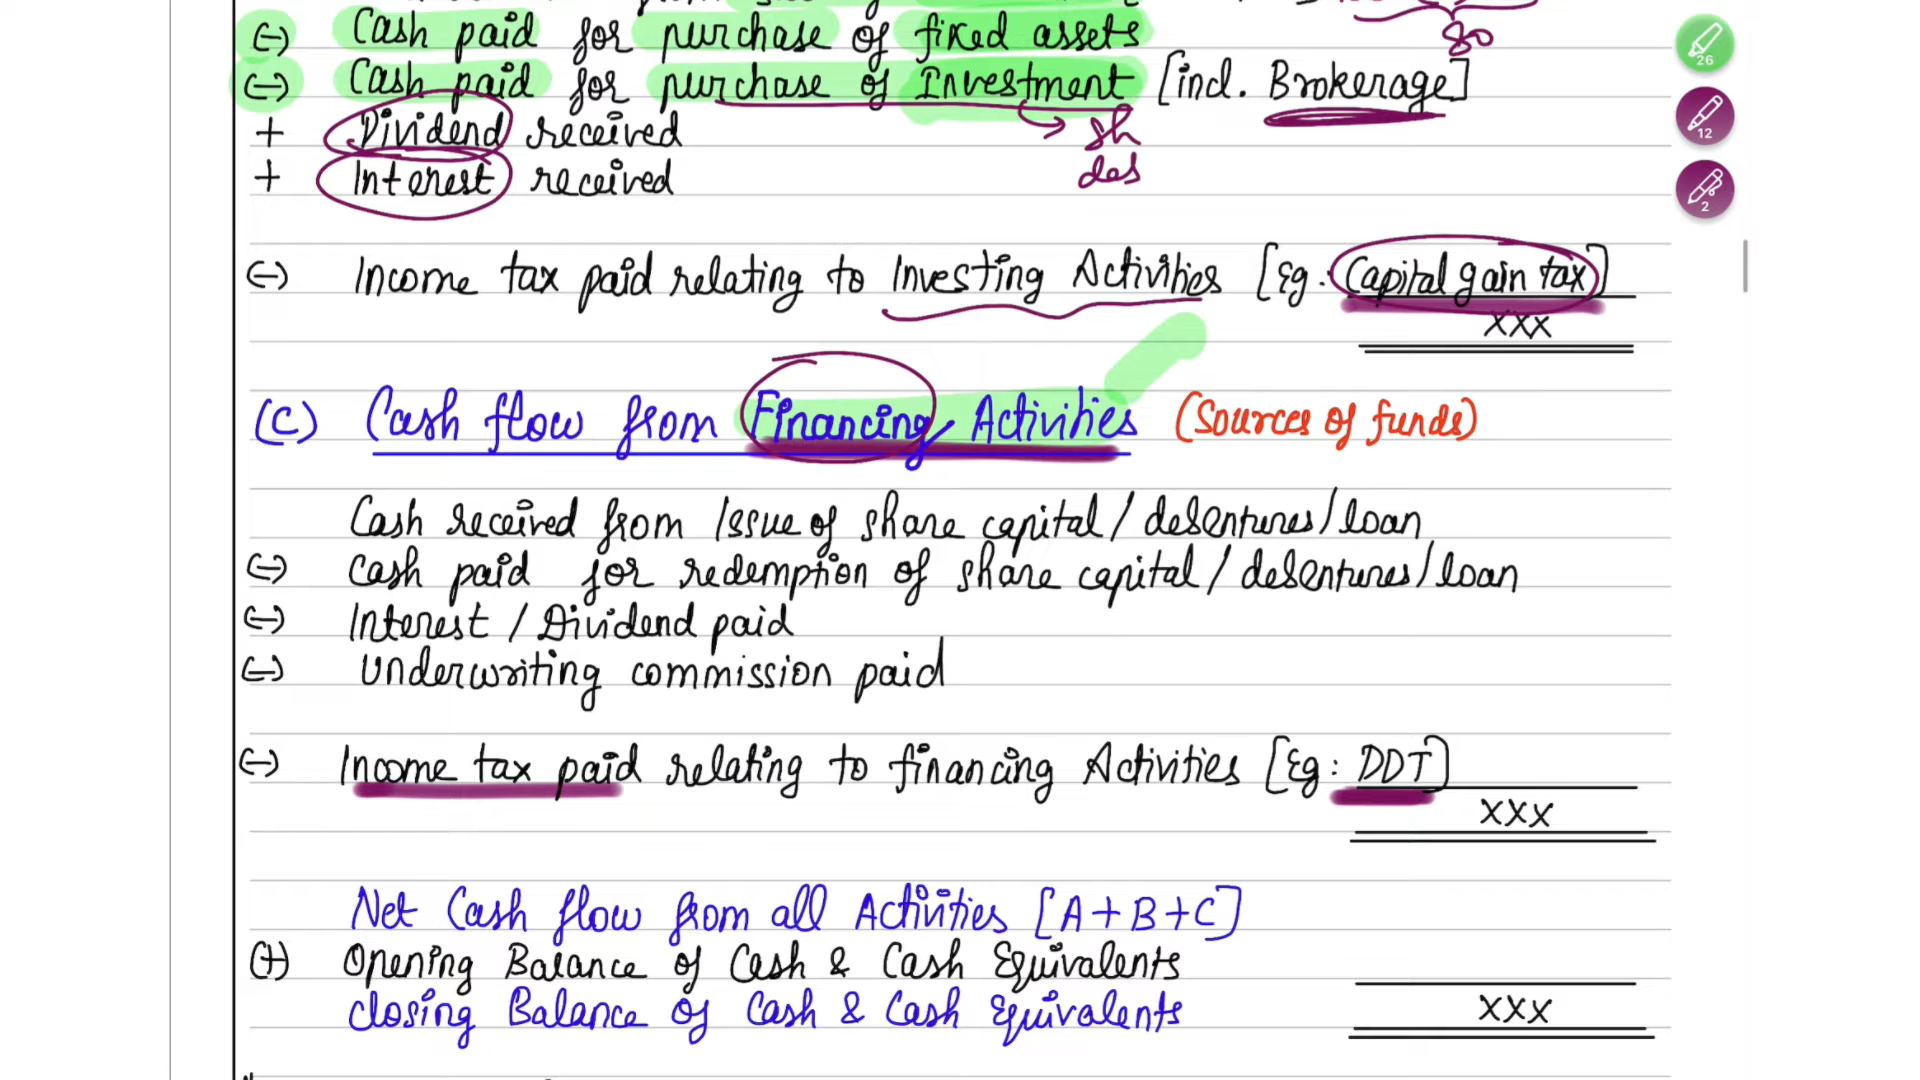 (-) Cash paid for purchase of fixed assets
80
(-) Cash paid for purchase of Investment [incl. Brokerage]
+ Dividend received
sh
+ Interest received
des
(-) Income tax paid relating to Investing Activities [Eg: Capital gain tax]
xxx
(C) Cash flow from Financing Activities (Sources of funds)
Cash received from Issue of share capital / debentures / loan
(-) Cash paid for redemption of share capital / debentures / loan
(-) Interest / Dividend paid
(-) Underwriting commission paid
(-) Income tax paid relating to financing Activities [Eg: DDT]
xxx
Net Cash flow from all Activities [A+B+C]
(+) Opening Balance of Cash & Cash Equivalents
Closing Balance of Cash & Cash Equivalents xxx
26
12
2